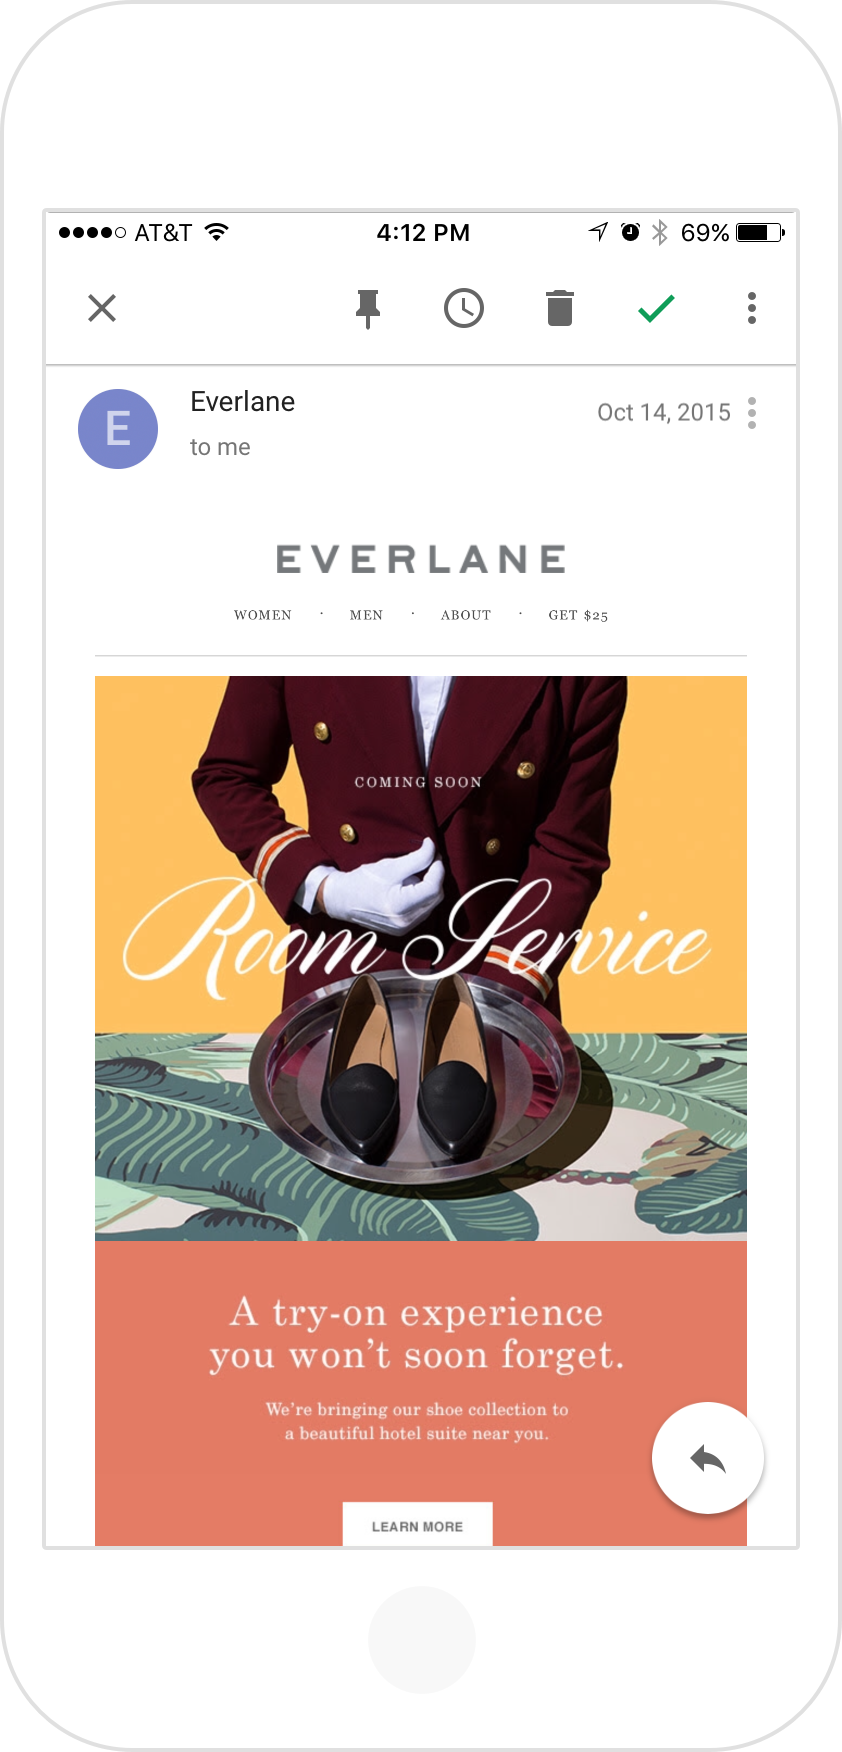 AT&T 4:12 PM 69%
E
Everlane
Oct 14, 2015
to me
EVERLANE
WOMEN · MEN · ABOUT · GET $25
COMING SOON
Room Service
A try-on experience
you won't soon forget.
We're bringing our shoe collection to
a beautiful hotel suite near you.
LEARN MORE